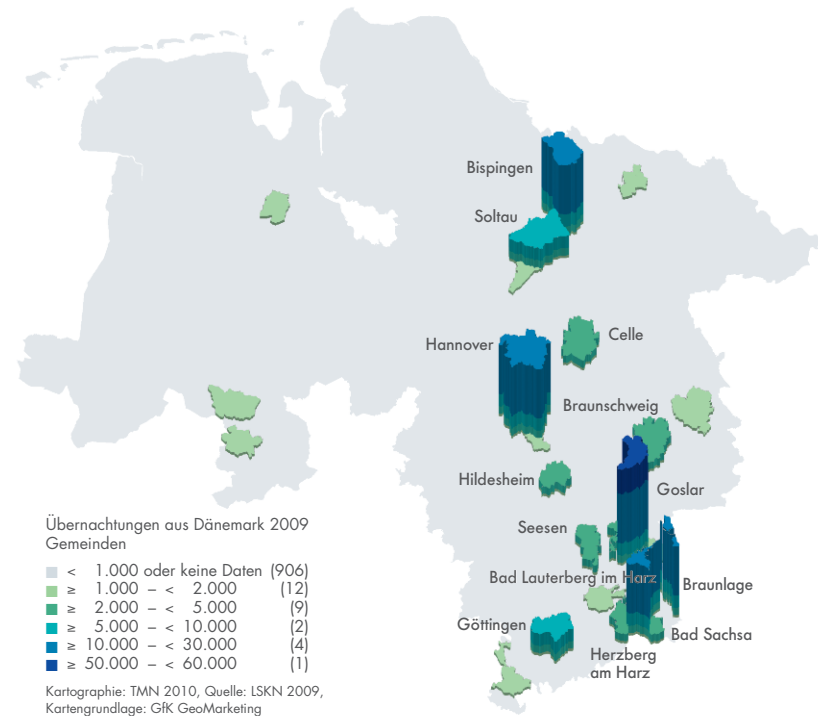 Bispingen
Soltau
Hannover
Celle
Braunschweig
Hildesheim
Goslar
Seesen
Bad Lauterberg im Harz
Braunlage
Göttingen
Bad Sachsa
Herzberg
am Harz
Übernachtungen aus Dänemark 2009
Gemeinden
< 1.000 oder keine Daten (906)
≥ 1.000 – < 2.000 (12)
≥ 2.000 – < 5.000 (9)
≥ 5.000 – < 10.000 (2)
≥ 10.000 – < 30.000 (4)
≥ 50.000 – < 60.000 (1)
Kartographie: TMN 2010, Quelle: LSKN 2009,
Kartengrundlage: GfK GeoMarketing